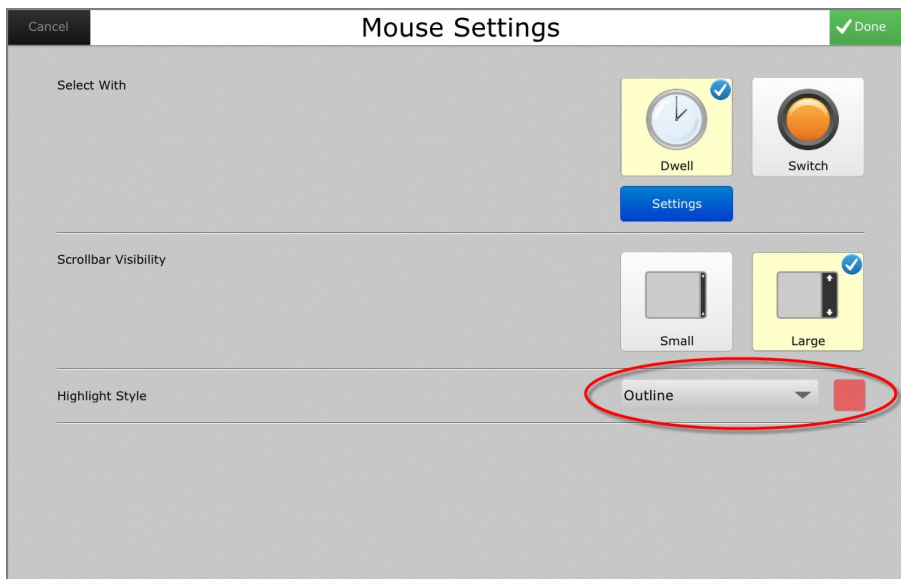 Cancel
Mouse Settings
Done
Select With
Dwell
Switch
Settings
Scrollbar Visibility
Small
Large
Highlight Style
Outline